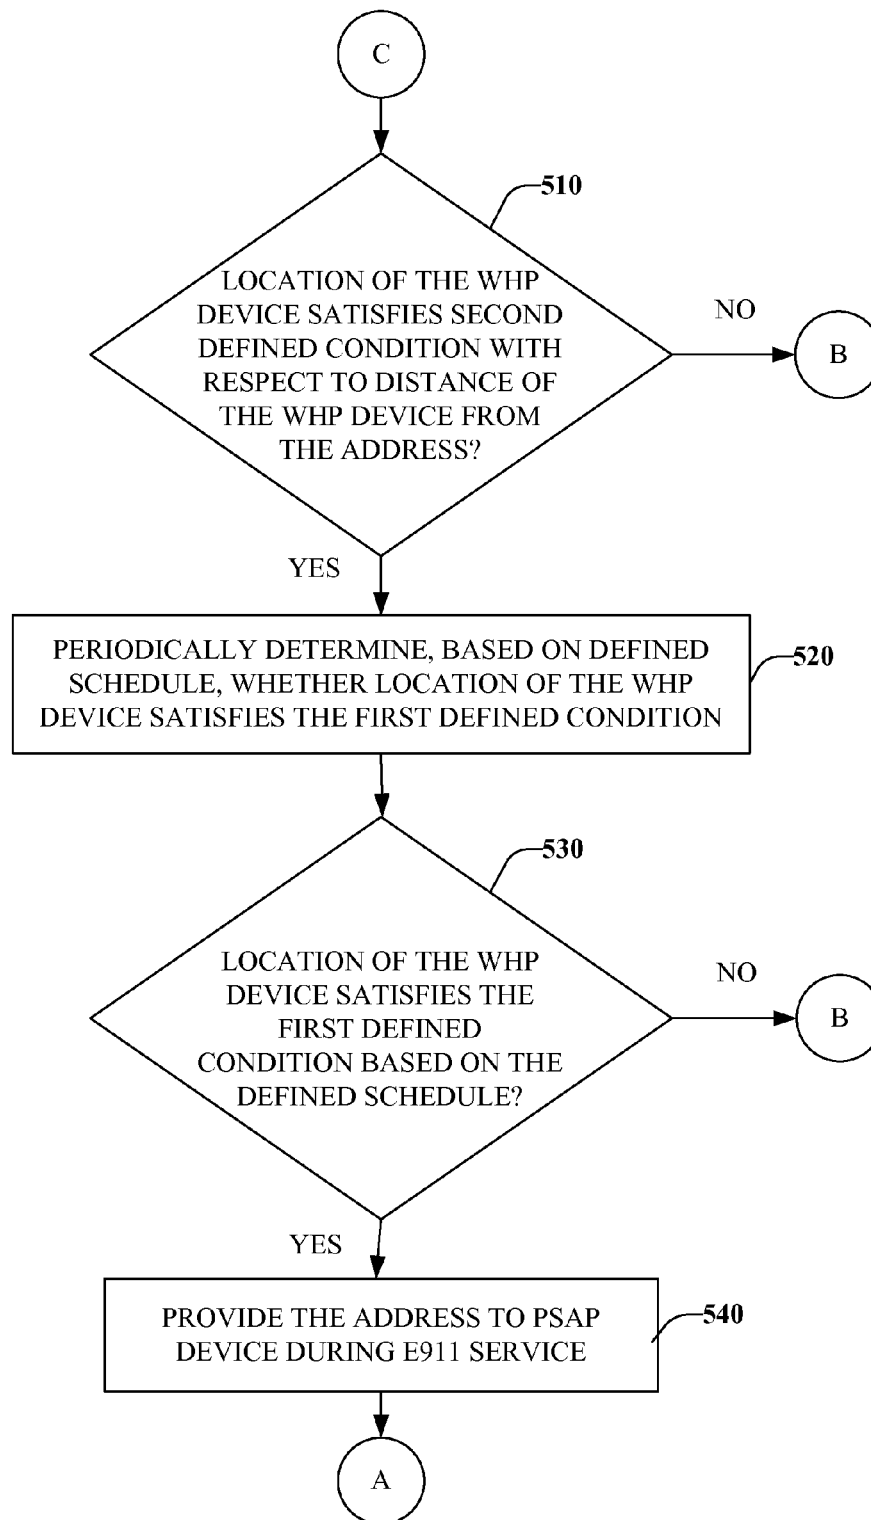 C
510
LOCATION OF THE WHP
DEVICE SATISFIES SECOND
DEFINED CONDITION WITH
RESPECT TO DISTANCE OF
THE WHP DEVICE FROM
THE ADDRESS?
NO
B
YES
PERIODICALLY DETERMINE, BASED ON DEFINED
SCHEDULE, WHETHER LOCATION OF THE WHP
DEVICE SATISFIES THE FIRST DEFINED CONDITION
520
530
LOCATION OF THE WHP
DEVICE SATISFIES THE
FIRST DEFINED
CONDITION BASED ON THE
DEFINED SCHEDULE?
NO
B
YES
PROVIDE THE ADDRESS TO PSAP
DEVICE DURING E911 SERVICE
540
A